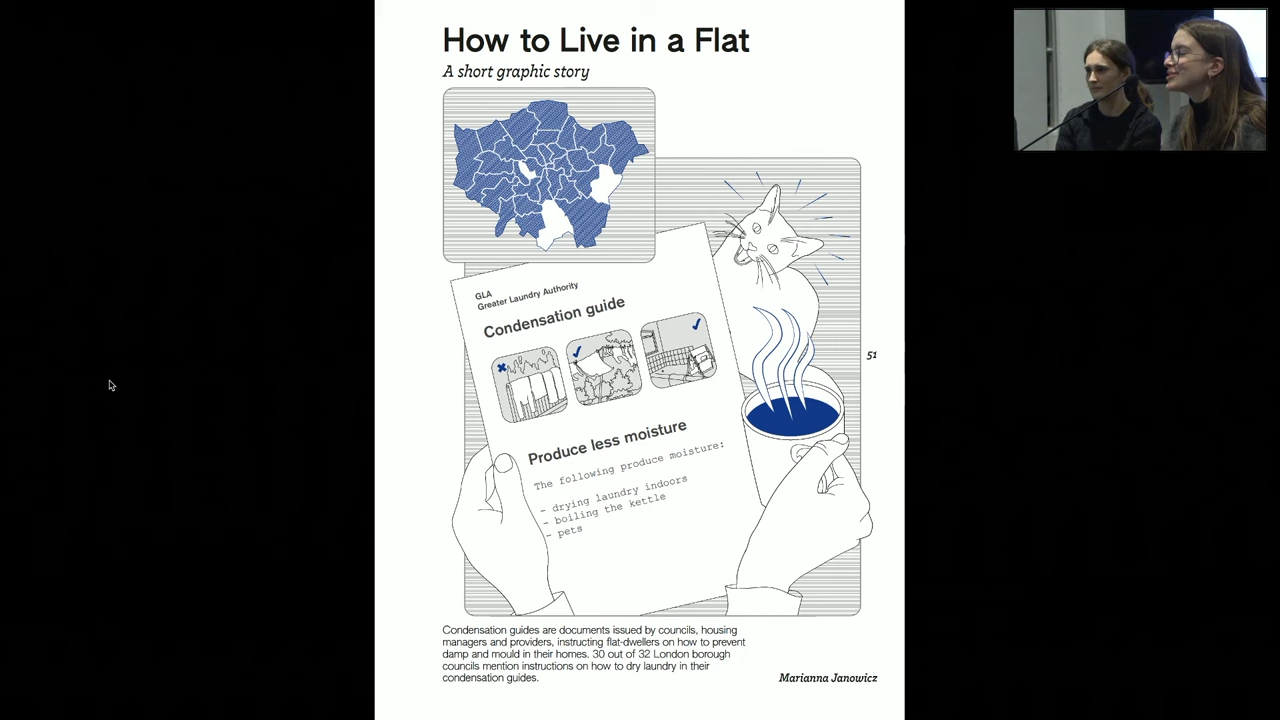 How to Live in a Flat
A short graphic story
GLA
Greater Laundry Authority
Condensation guide
Produce less moisture
The following produce moisture:
- drying laundry indoors
- boiling the kettle
- pets
51
Condensation guides are documents issued by councils, housing
managers and providers, instructing flat-dwellers on how to prevent
damp and mould in their homes. 30 out of 32 London borough
councils mention instructions on how to dry laundry in their
condensation guides.
Marianna Janowicz